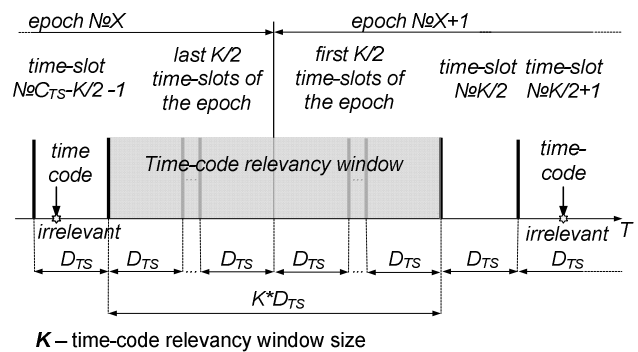 epoch №X
epoch №X+1
time-slot
№C_TS-K/2 -1
last K/2
time-slots of
the epoch
first K/2
time-slots of
the epoch
time-slot
№K/2
time-slot
№K/2+1
time
code
Time-code relevancy window
time-
code
irrelevant
irrelevant
T
D_TS
D_TS
...
D_TS
D_TS
...
D_TS
D_TS
D_TS
K*D_TS
K – time-code relevancy window size